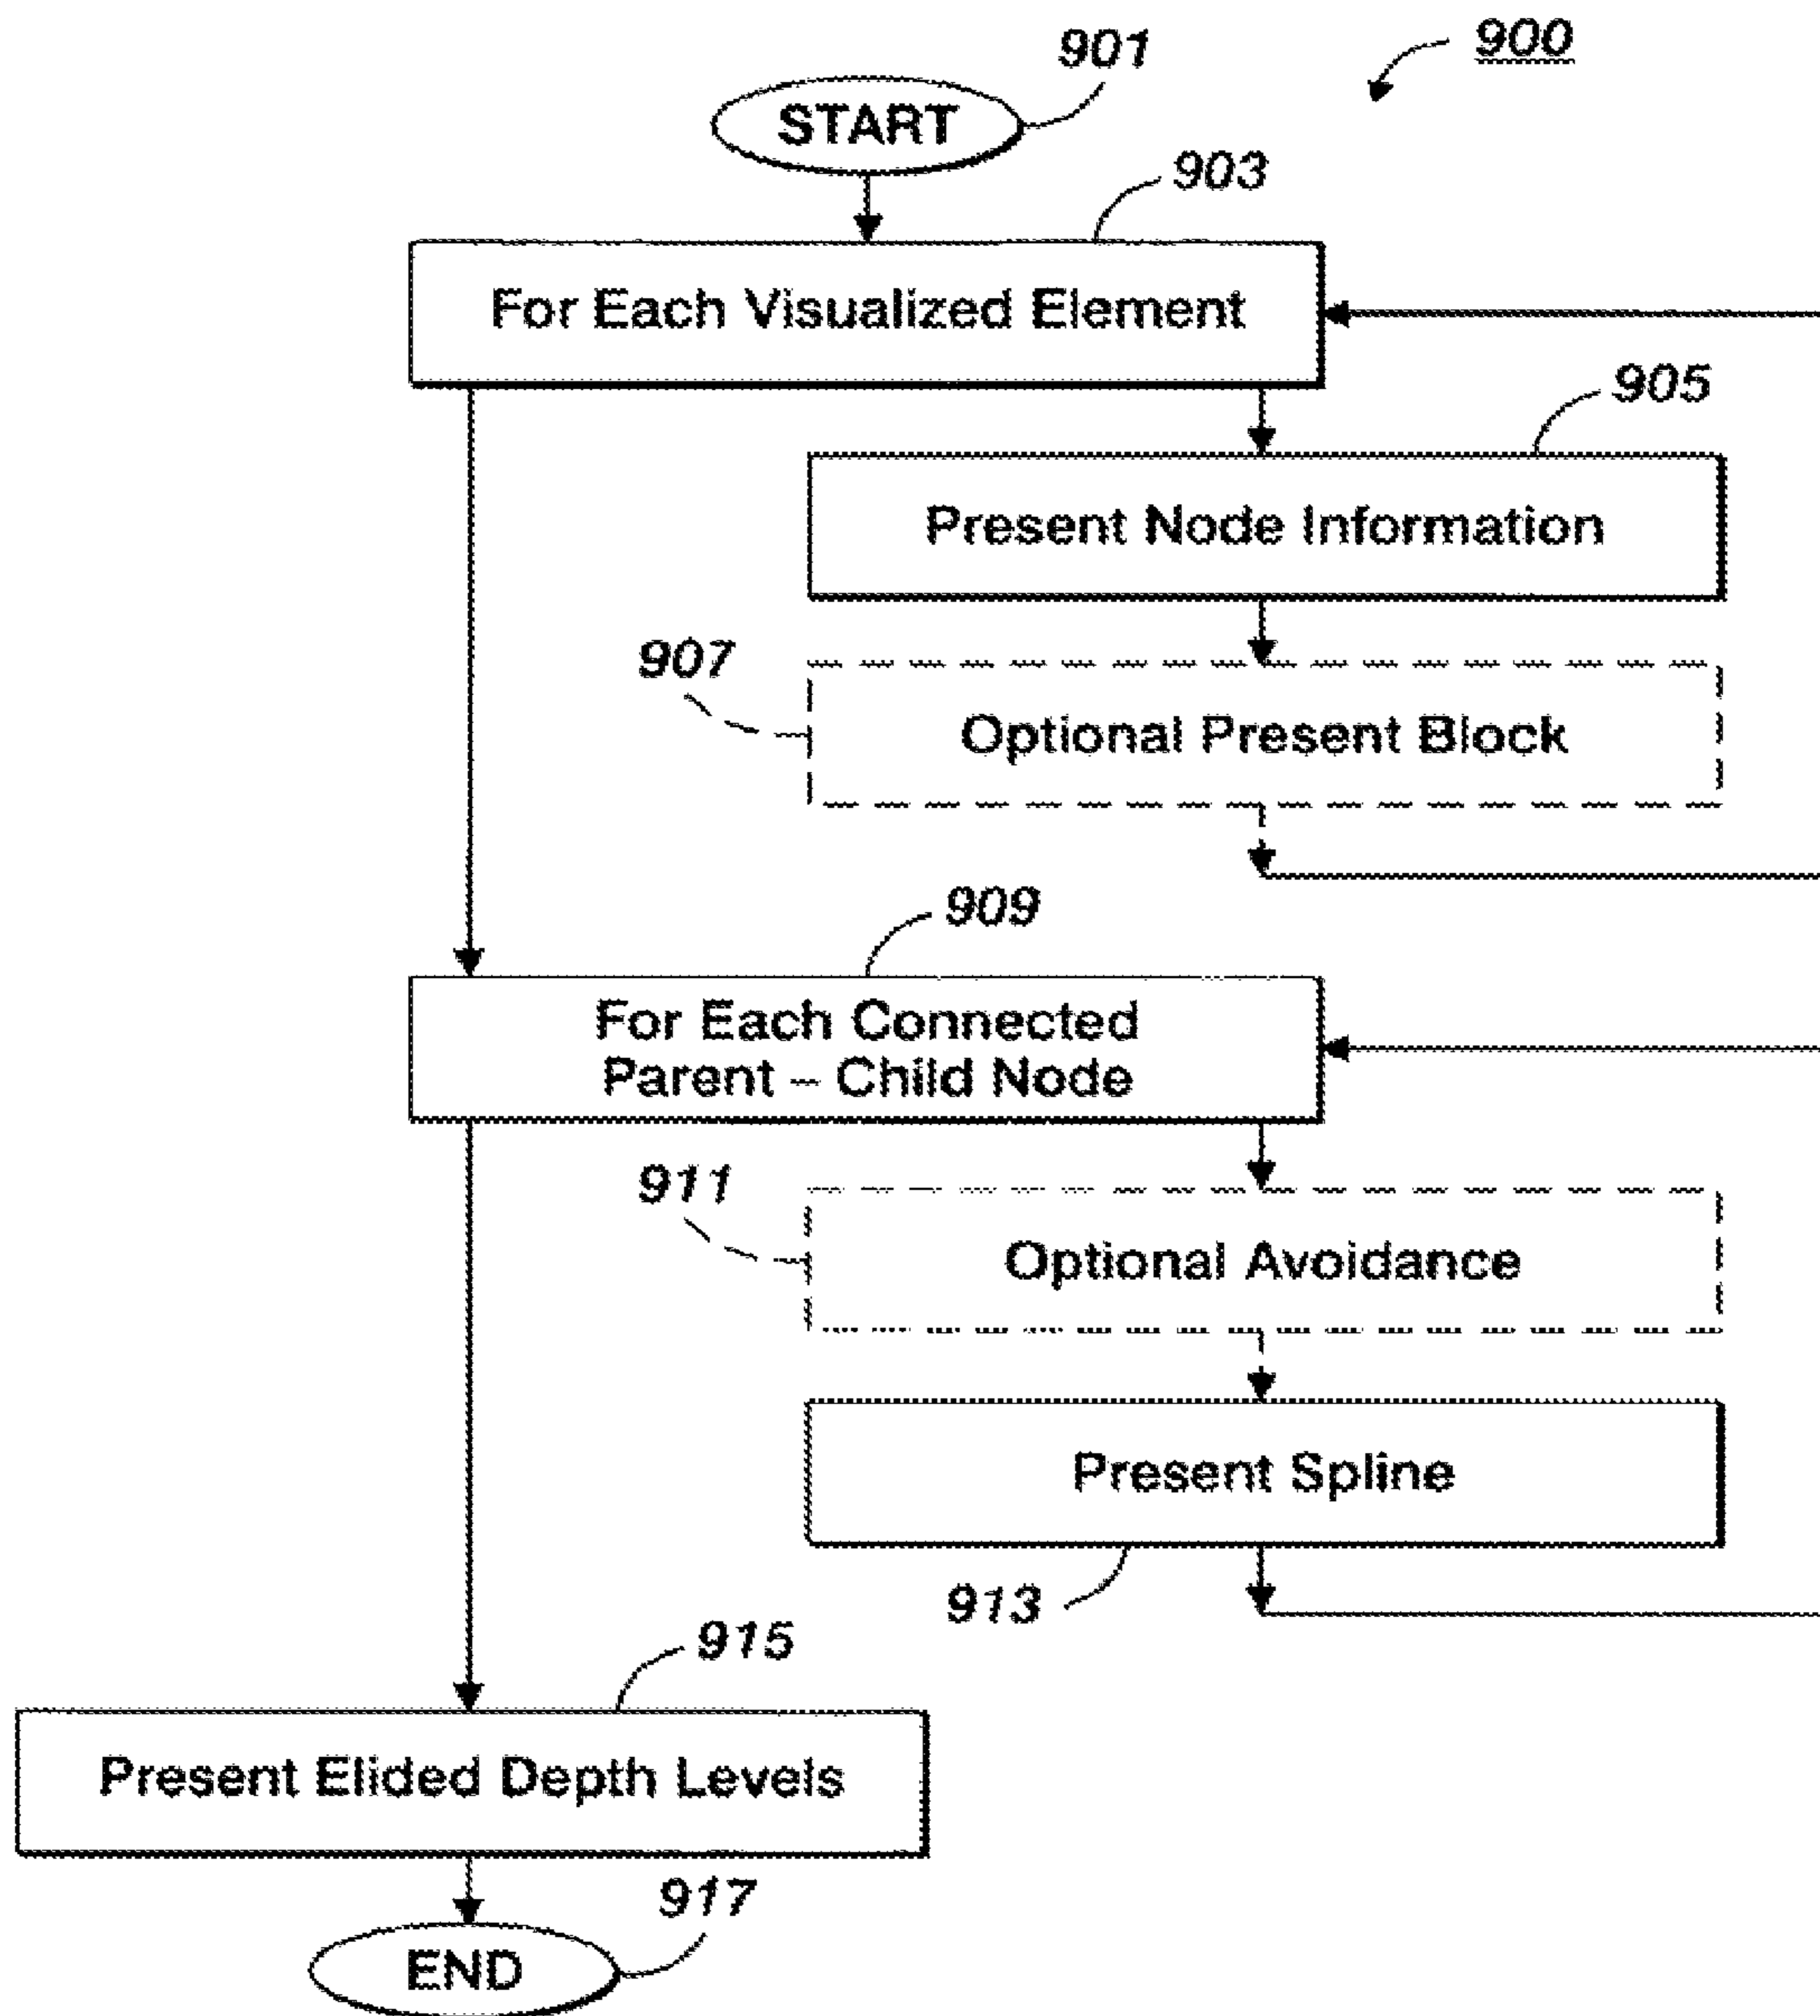 900
901
START
903
For Each Visualized Element
905
Present Node Information
907
Optional Present Block
909
For Each Connected
Parent – Child Node
911
Optional Avoidance
Present Spline
913
915
Present Elided Depth Levels
917
END